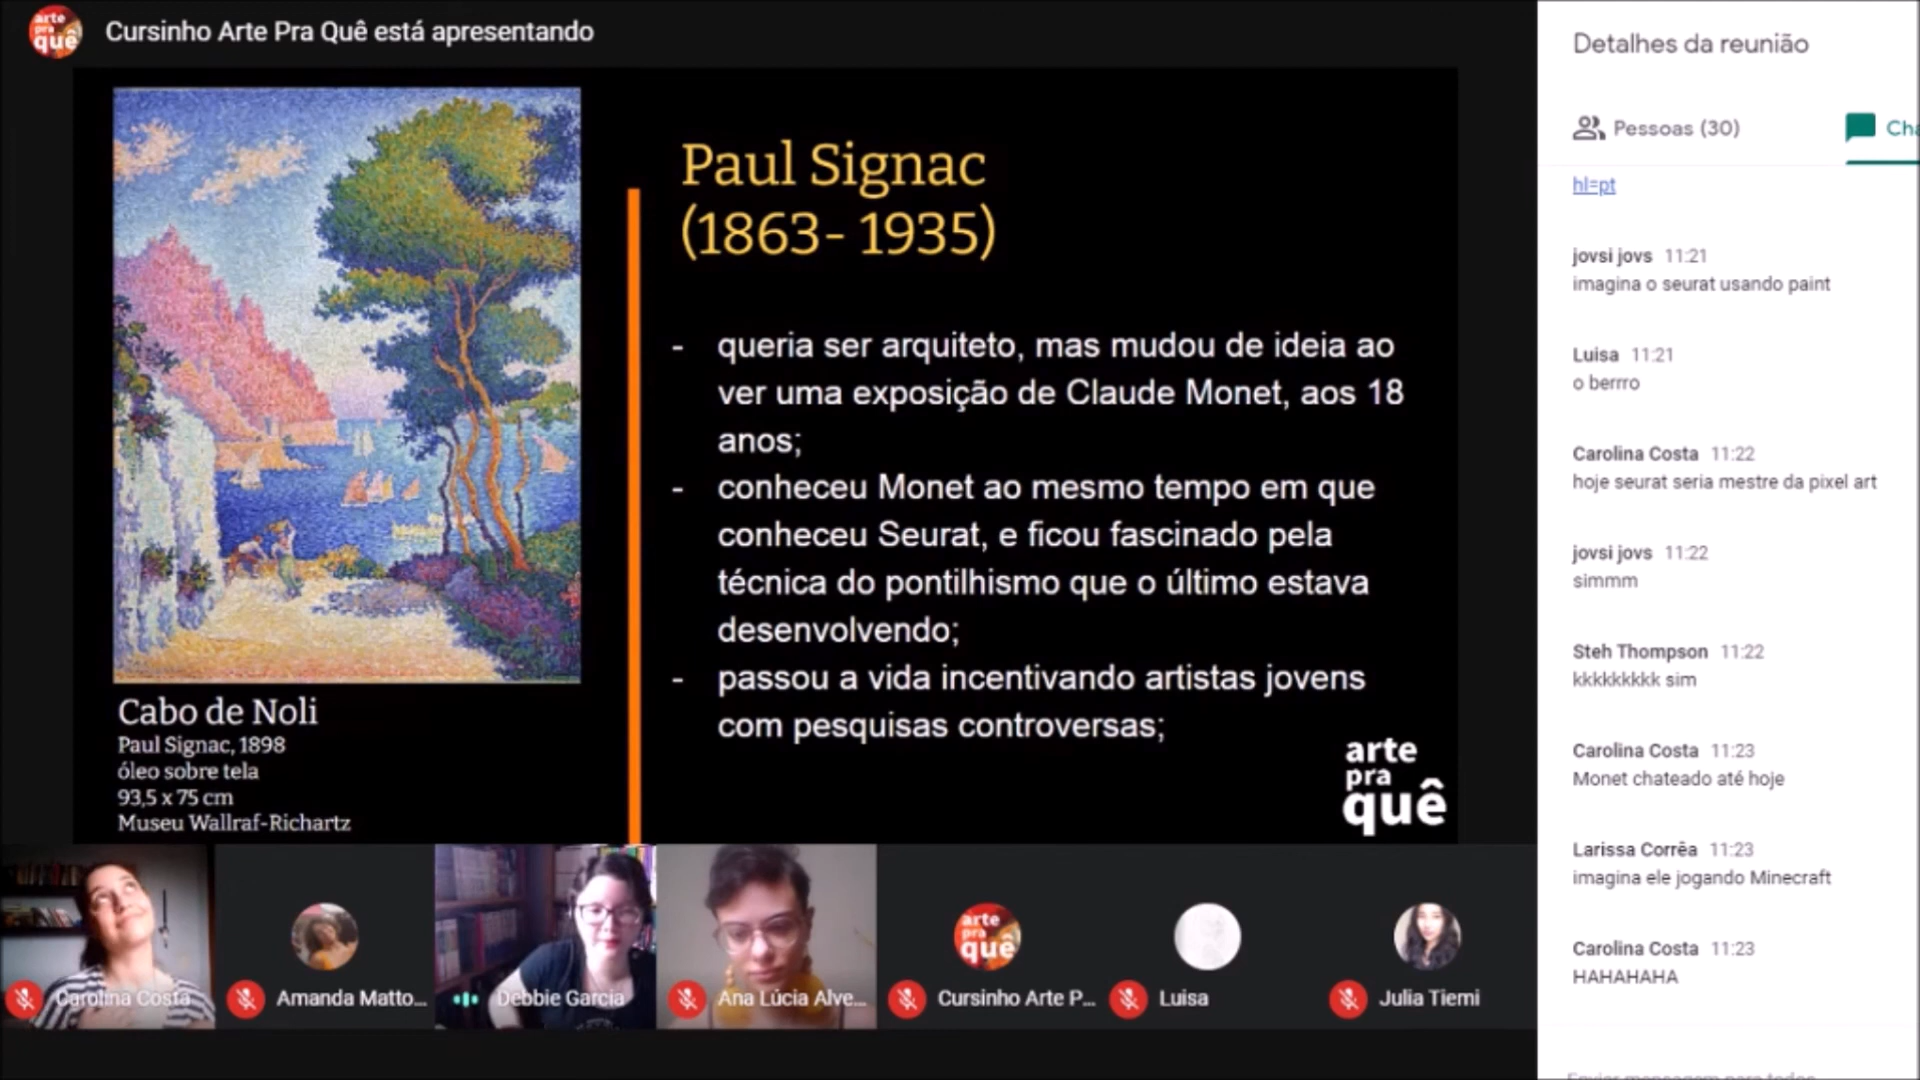 arte
pra
quê
Cursinho Arte Pra Quê está apresentando
Paul Signac
(1863- 1935)
- queria ser arquiteto, mas mudou de ideia ao
ver uma exposição de Claude Monet, aos 18
anos;
- conheceu Monet ao mesmo tempo em que
conheceu Seurat, e ficou fascinado pela
técnica do pontilhismo que o último estava
desenvolvendo;
- passou a vida incentivando artistas jovens
com pesquisas controversas;
Cabo de Noli
Paul Signac, 1898
óleo sobre tela
93,5 x 75 cm
Museu Wallraf-Richartz
arte
pra
quê
Carolina Costa
Amanda Matto...
Debbie Garcia
Ana Lúcia Alve...
arte
pra
quê
Cursinho Arte P...
Luisa
Julia Tiemi
Detalhes da reunião
Pessoas (30)
Cha
hl=pt
jovsi jovs 11:21
imagina o seurat usando paint
Luisa 11:21
o berrro
Carolina Costa 11:22
hoje seurat seria mestre da pixel art
jovsi jovs 11:22
simmm
Steh Thompson 11:22
kkkkkkkkk sim
Carolina Costa 11:23
Monet chateado até hoje
Larissa Corrêa 11:23
imagina ele jogando Minecraft
Carolina Costa 11:23
HAHAHAHA